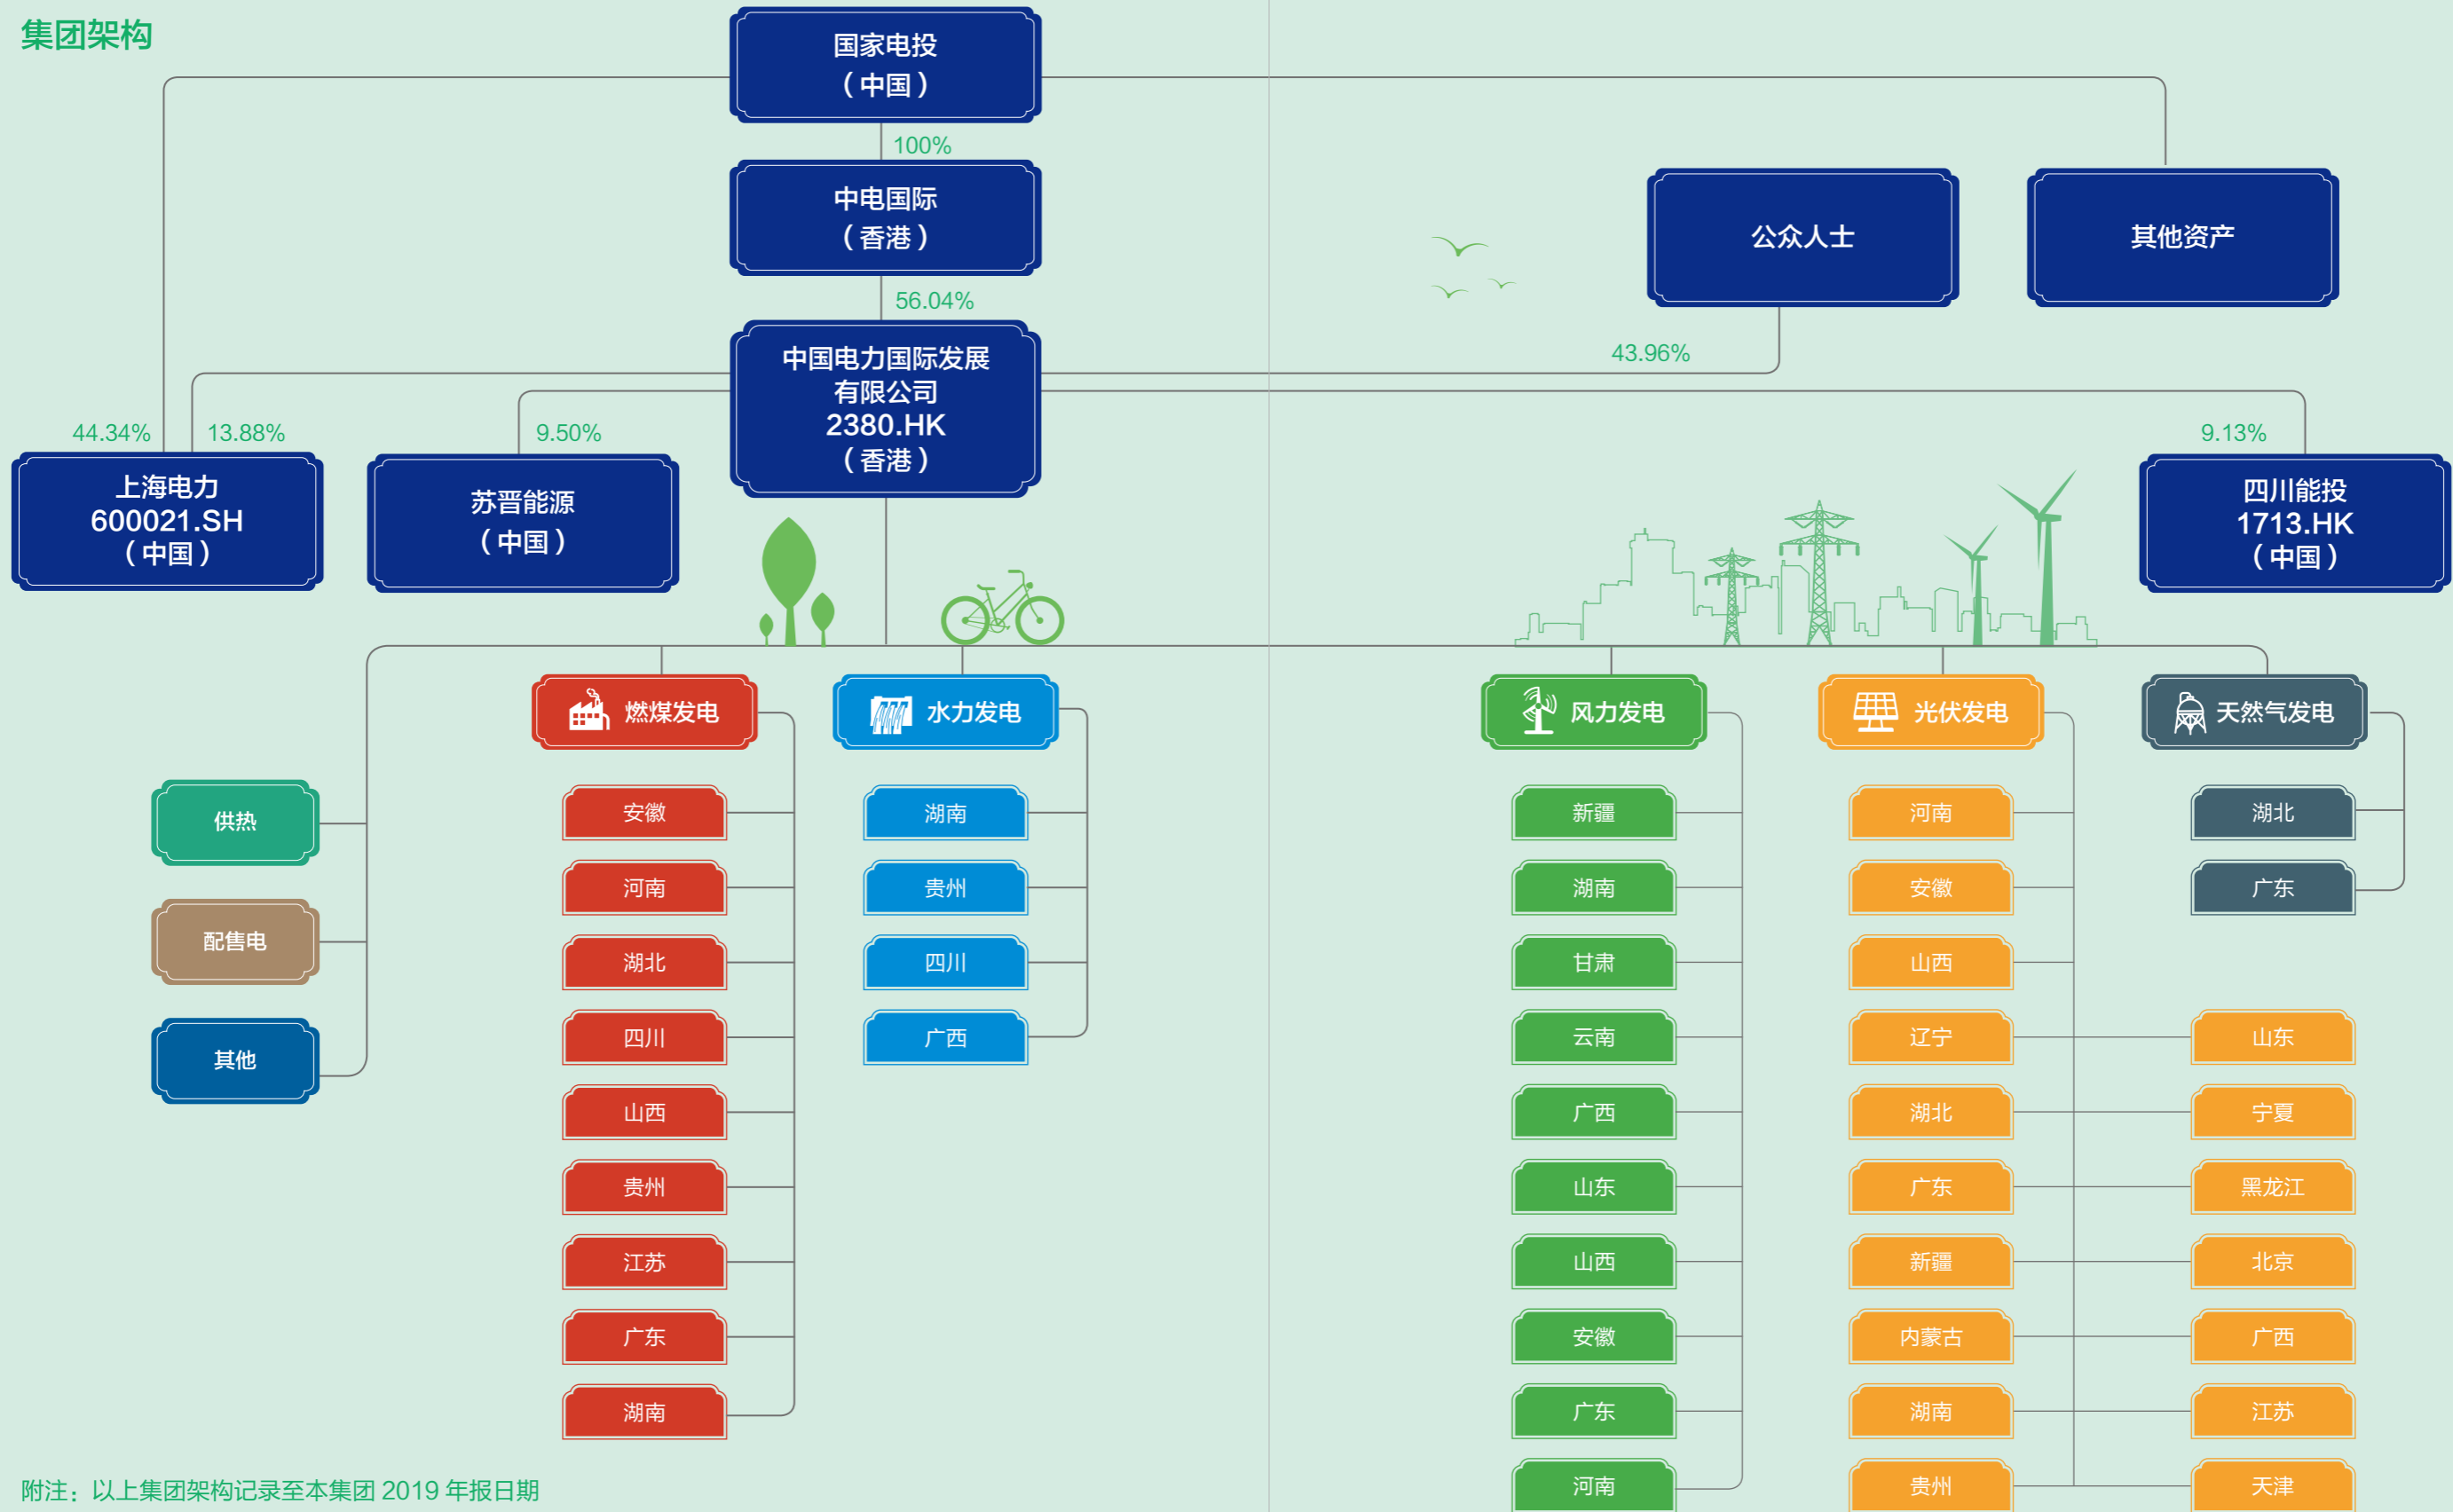 集团架构
国家电投
（中国）
100%
中电国际
（香港）
公众人士
其他资产
56.04%
中国电力国际发展
有限公司
2380.HK
（香港）
43.96%
44.34%
13.88%
9.50%
9.13%
上海电力
600021.SH
（中国）
苏晋能源
（中国）
四川能投
1713.HK
（中国）
供热
配售电
其他
燃煤发电
安徽
河南
湖北
四川
山西
贵州
江苏
广东
湖南
水力发电
湖南
贵州
四川
广西
风力发电
新疆
湖南
甘肃
云南
广西
山东
山西
安徽
广东
河南
光伏发电
河南
安徽
山西
辽宁
湖北
广东
新疆
内蒙古
湖南
贵州
山东
宁夏
黑龙江
北京
广西
江苏
天津
天然气发电
湖北
广东
附注：以上集团架构记录至本集团 2019 年报日期